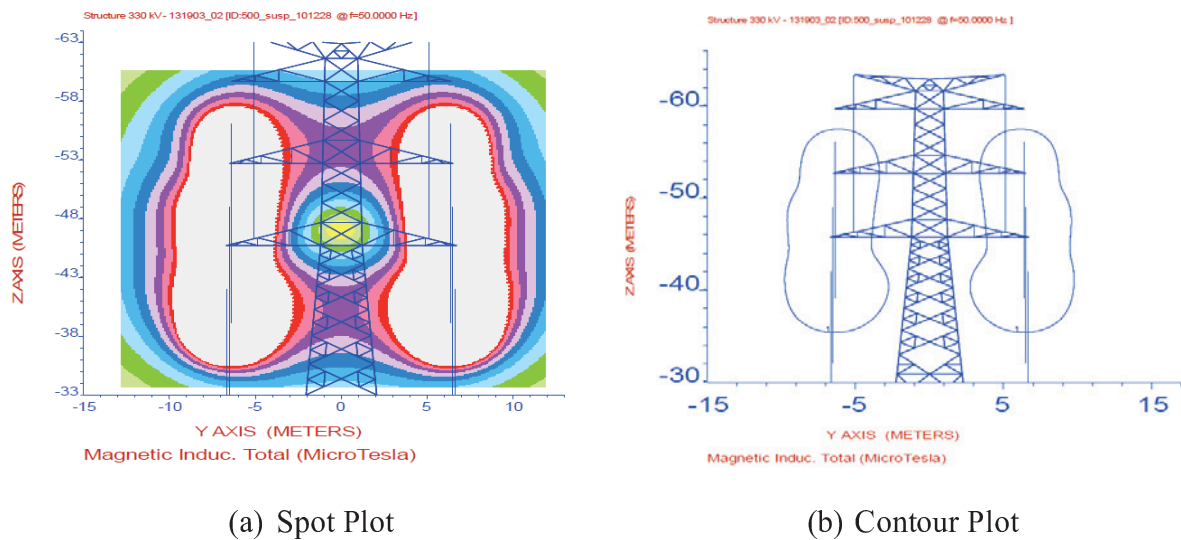 Structure 330 kV - 131903_02 [ID:500_susp_101228 @ f=50.0000 Hz ]
-63
-58
-53
-48
-43
-38
-33
ZAXIS (METERS)
-15
-10
-5
0
5
10
Y AXIS (METERS)
Magnetic Induc. Total (MicroTesla)
(a) Spot Plot
Structure 330 kV - 131903_02 [ID:500_susp_101228 @ f=50.0000 Hz ]
-60
-50
-40
-30
ZAXIS (METERS)
1
1
-15
-5
5
15
Y AXIS (METERS)
Magnetic Induc. Total (MicroTesla)
(b) Contour Plot